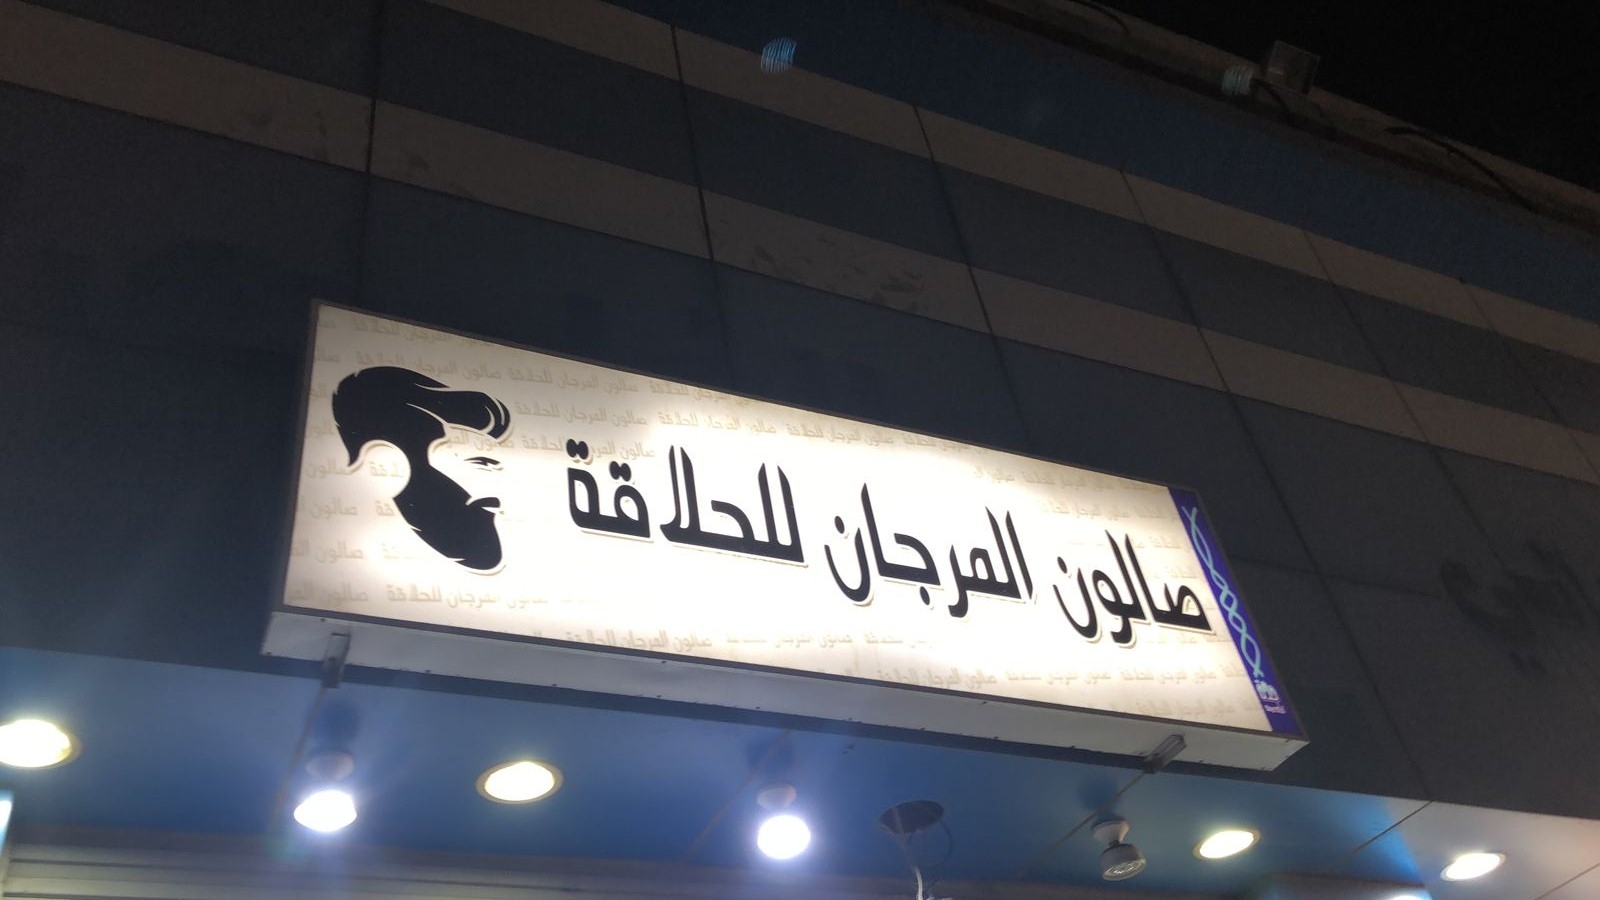 صالون المرجان للحلاقة